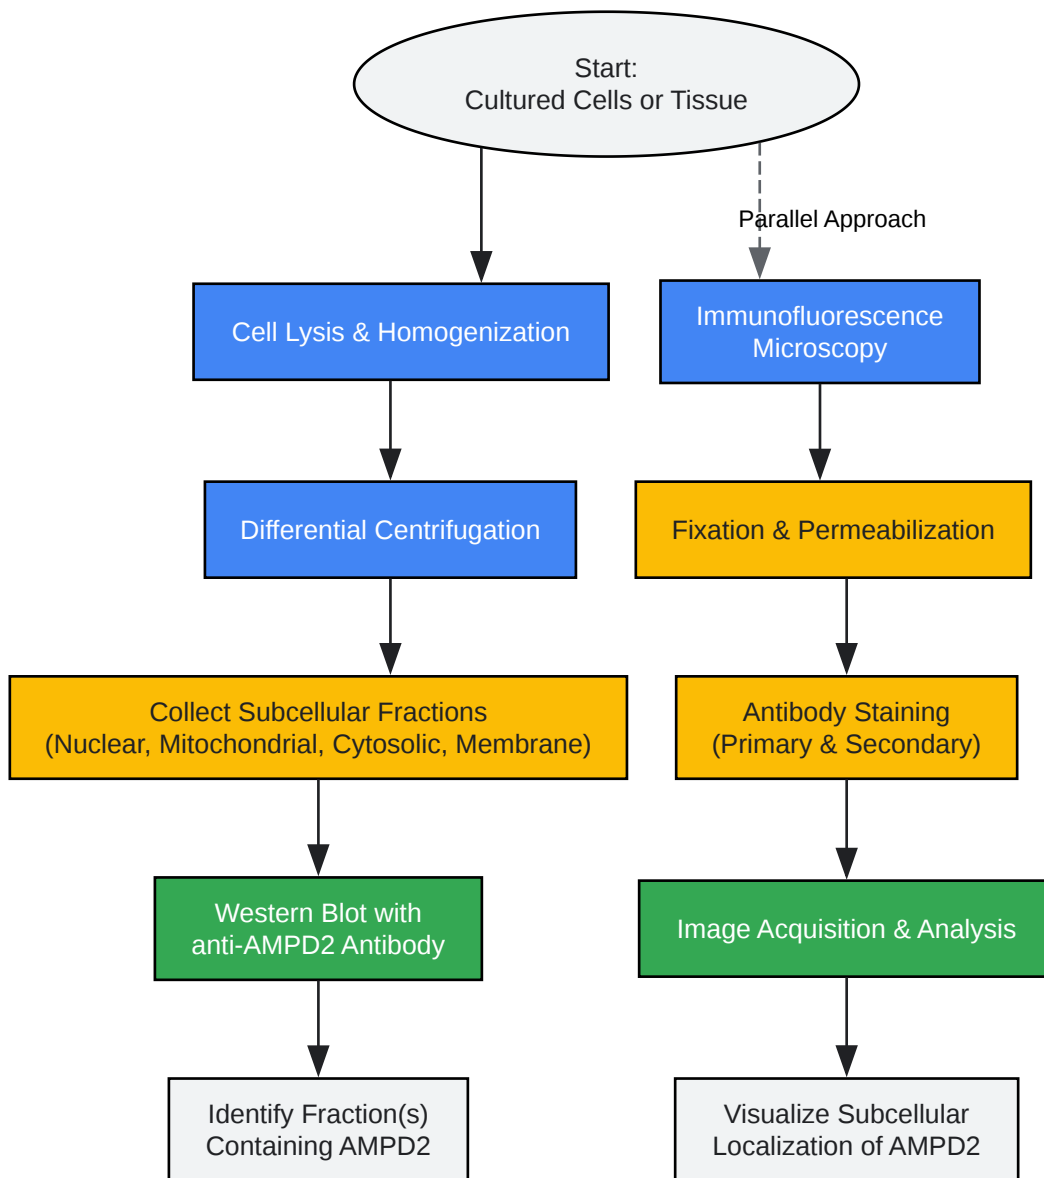 Start:
Cultured Cells or Tissue
Parallel Approach
Cell Lysis & Homogenization
Immunofluorescence
Microscopy
Differential Centrifugation
Fixation & Permeabilization
Collect Subcellular Fractions
(Nuclear, Mitochondrial, Cytosolic, Membrane)
Antibody Staining
(Primary & Secondary)
Western Blot with
anti-AMPD2 Antibody
Image Acquisition & Analysis
Identify Fraction(s)
Containing AMPD2
Visualize Subcellular
Localization of AMPD2